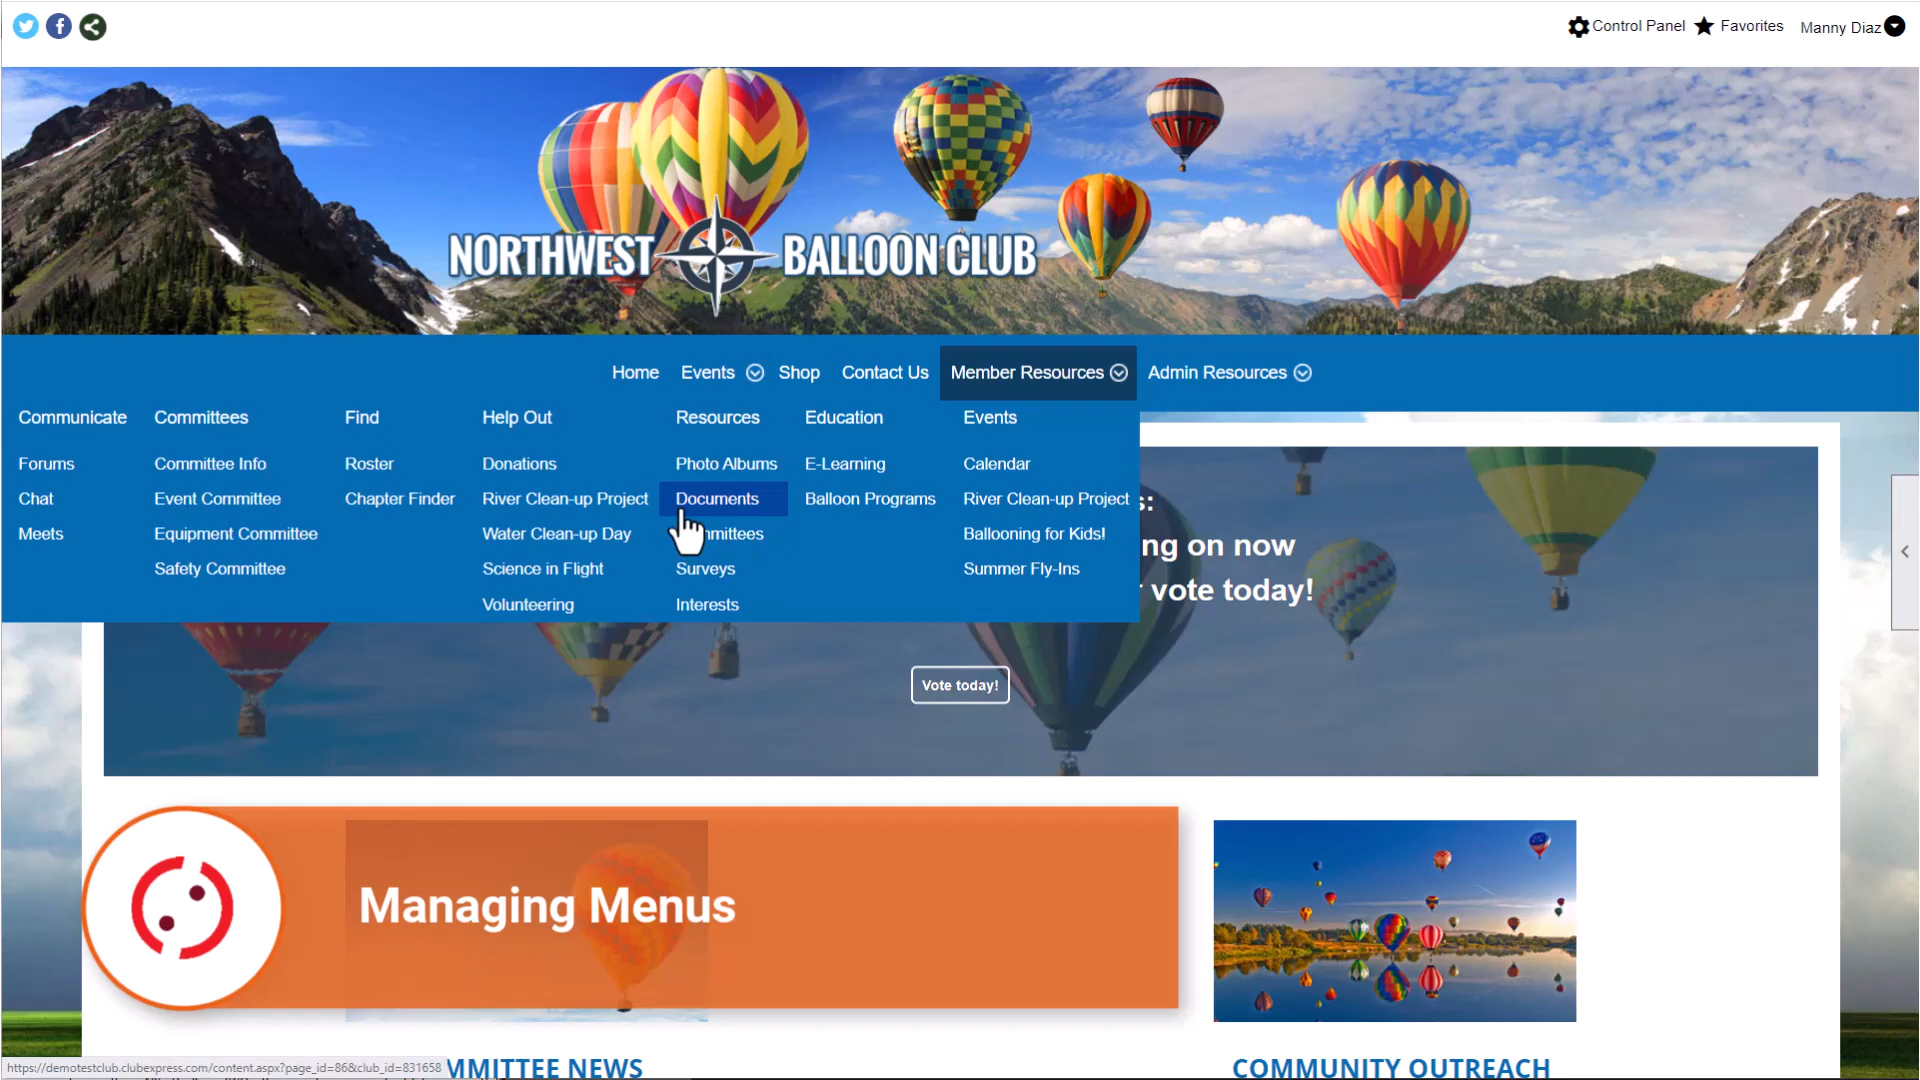 Control Panel Favorites Manny Diaz
NORTHWEST BALLOON CLUB
Home Events Shop Contact Us Member Resources Admin Resources
Communicate Committees Find Help Out Resources Education Events
Forums Committee Info Roster Donations Photo Albums E-Learning Calendar
Chat Event Committee Chapter Finder River Clean-up Project Documents Balloon Programs River Clean-up Project
Meets Equipment Committee Water Clean-up Day mmittees Ballooning for Kids!
Safety Committee Science in Flight Surveys Summer Fly-Ins
Volunteering Interests
s:
ng on now
vote today!
Vote today!
Managing Menus
MMITTEE NEWS COMMUNITY OUTREACH
https://demotestclub.clubexpress.com/content.aspx?page_id=86&club_id=831658